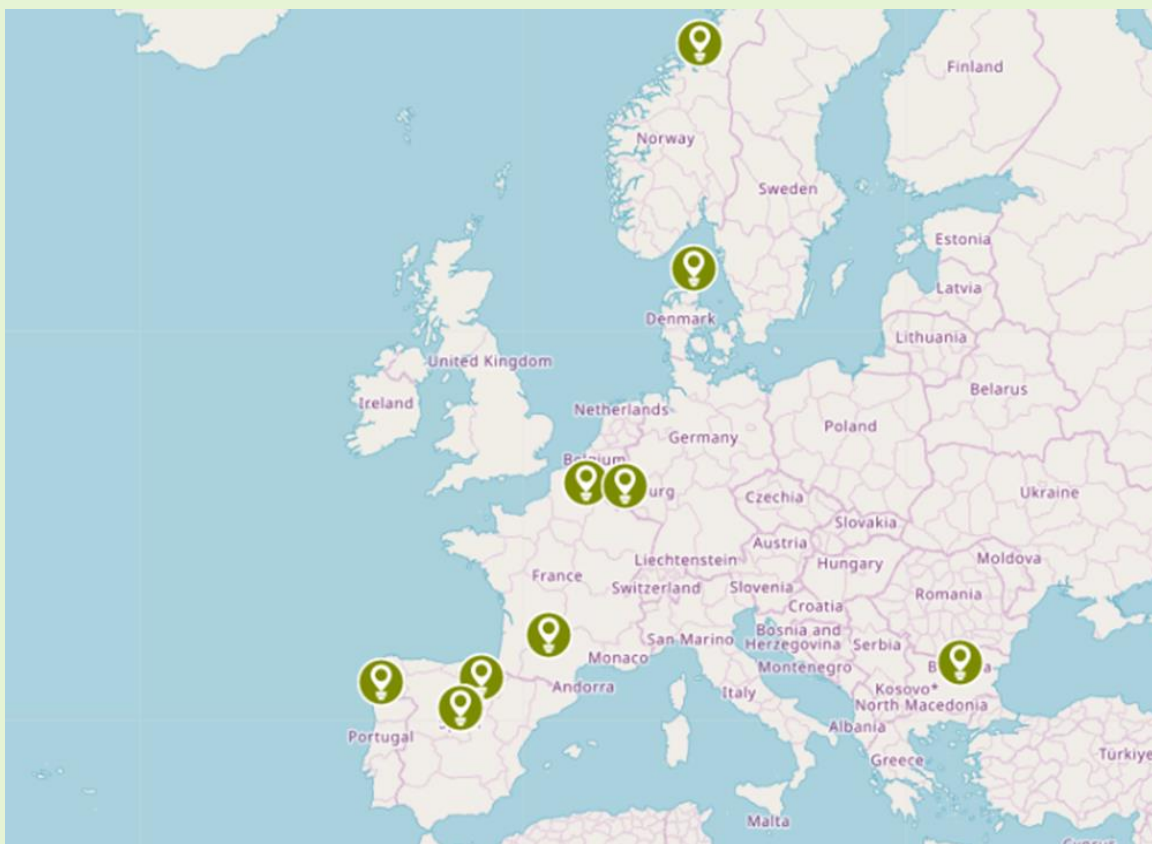 Finland
Norway
Sweden
Estonia
Latvia
Denmark
Lithuania
United Kingdom
Belarus
Ireland
Netherlands
Poland
Germany
Belgium
urg
Ukraine
Czechia
Slovakia
Austria
Liechtenstein
Hungary
Moldova
France
Switzerland
Slovenia
Romania
Croatia
Bosnia and
Herzegovina
San Marino
Serbia
Monaco
Montenegro
B
a
Andorra
Kosovo*
Italy
North Macedonia
Albania
Portugal
Greece
Türkiye
Malta